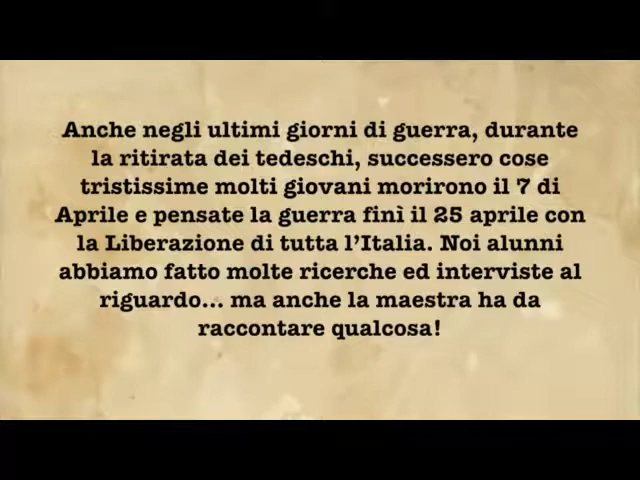 Anche negli ultimi giorni di guerra, durante
la ritirata dei tedeschi, successero cose
tristissime molti giovani morirono il 7 di
Aprile e pensate la guerra finì il 25 aprile con
la Liberazione di tutta l’Italia. Noi alunni
abbiamo fatto molte ricerche ed interviste al
riguardo... ma anche la maestra ha da
raccontare qualcosa!